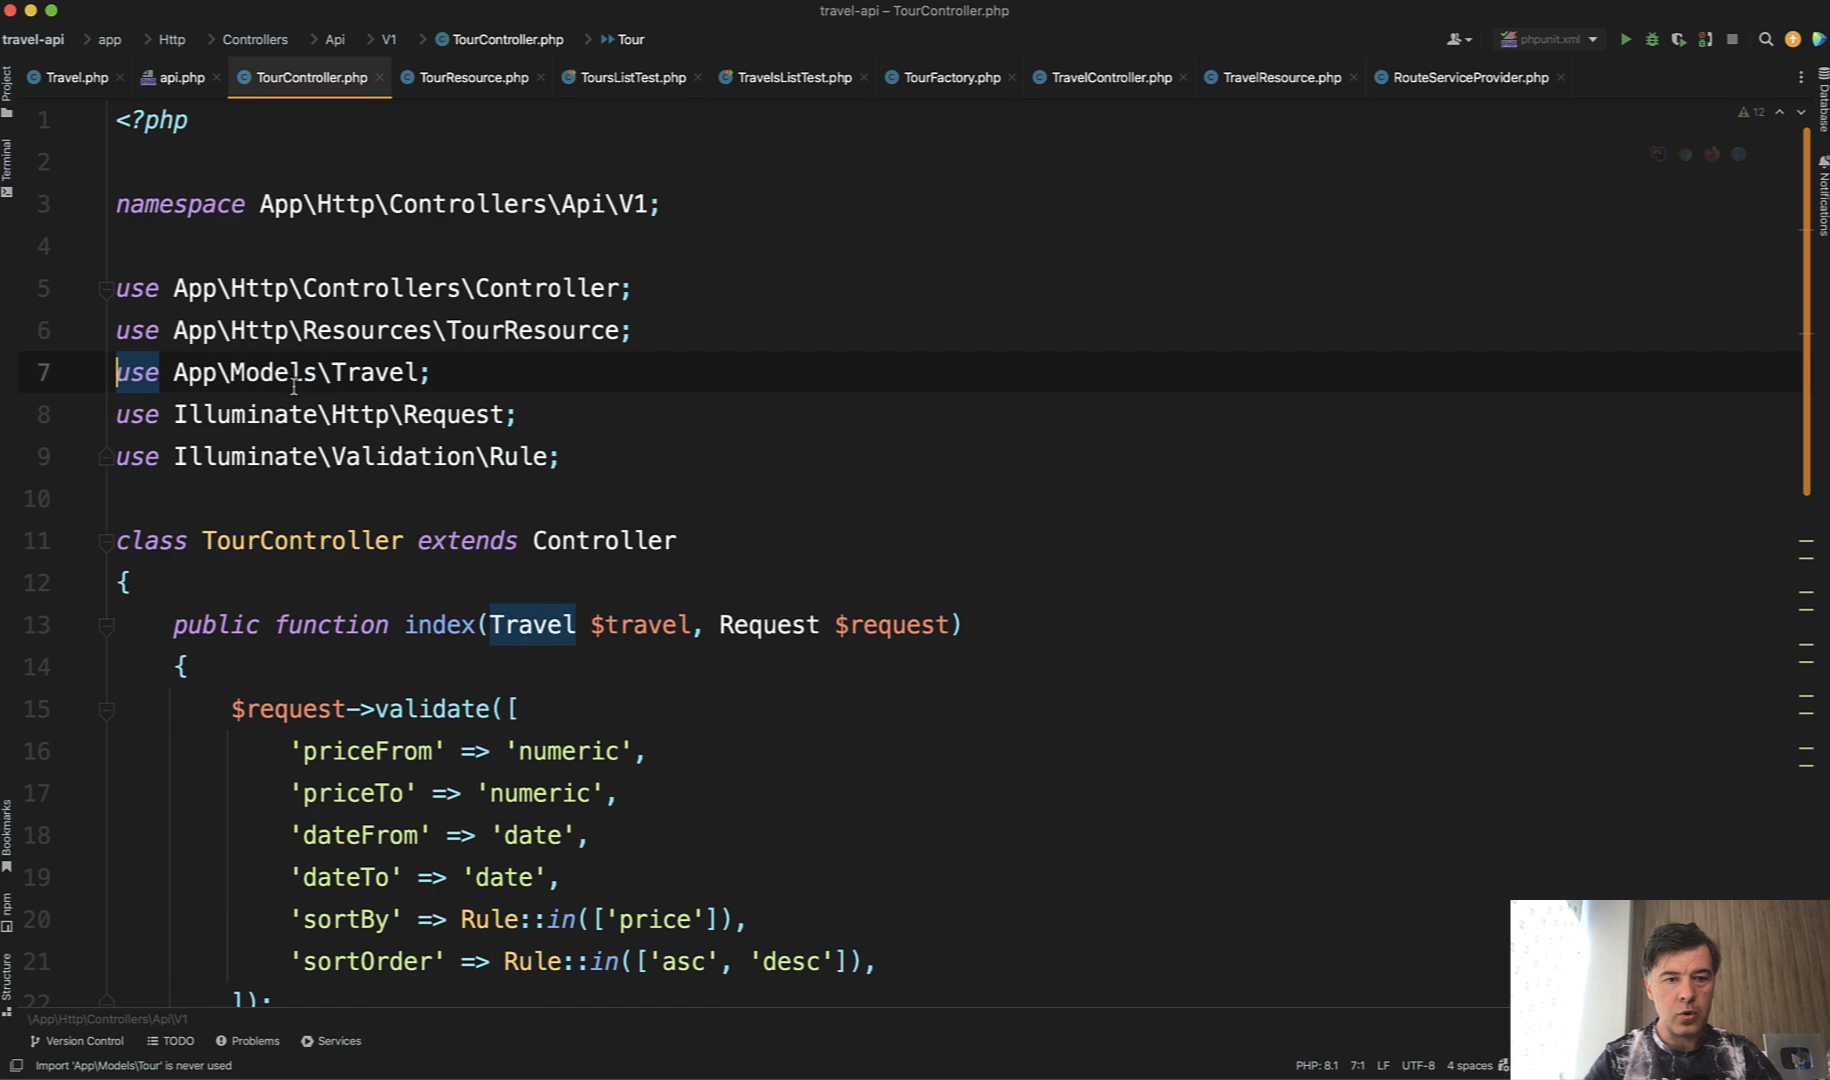 travel-api – TourController.php
travel-api > app > Http > Controllers > Api > V1 > TourController.php > Tour
phpunit.xml
Travel.php api.php TourController.php TourResource.php ToursListTest.php TravelsListTest.php TourFactory.php TravelController.php TravelResource.php RouteServiceProvider.php
Project
Terminal
Bookmarks
npm
Structure
Database
Notifications
12
1 <?php
2
3 namespace App\Http\Controllers\Api\V1;
4
5 use App\Http\Controllers\Controller;
6 use App\Http\Resources\TourResource;
7 use App\Models\Travel;
8 use Illuminate\Http\Request;
9 use Illuminate\Validation\Rule;
10
11 class TourController extends Controller
12 {
13 public function index(Travel $travel, Request $request)
14 {
15 $request->validate([
16 'priceFrom' => 'numeric',
17 'priceTo' => 'numeric',
18 'dateFrom' => 'date',
19 'dateTo' => 'date',
20 'sortBy' => Rule::in(['price']),
21 'sortOrder' => Rule::in(['asc', 'desc']),
22 ]);
\App\Http\Controllers\Api\V1
Version Control TODO Problems Services
Import 'App\Models\Tour' is never used
PHP: 8.1 7:1 LF UTF-8 4 spaces